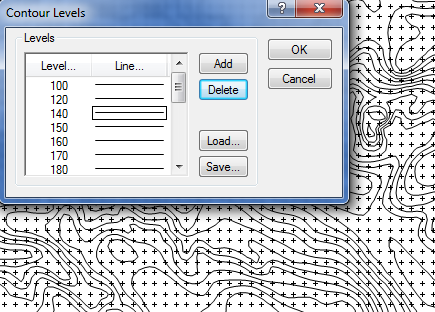 Contour Levels
Levels
Level... Line...
100
120
140
150
160
170
180
Add
Delete
Load...
Save...
OK
Cancel